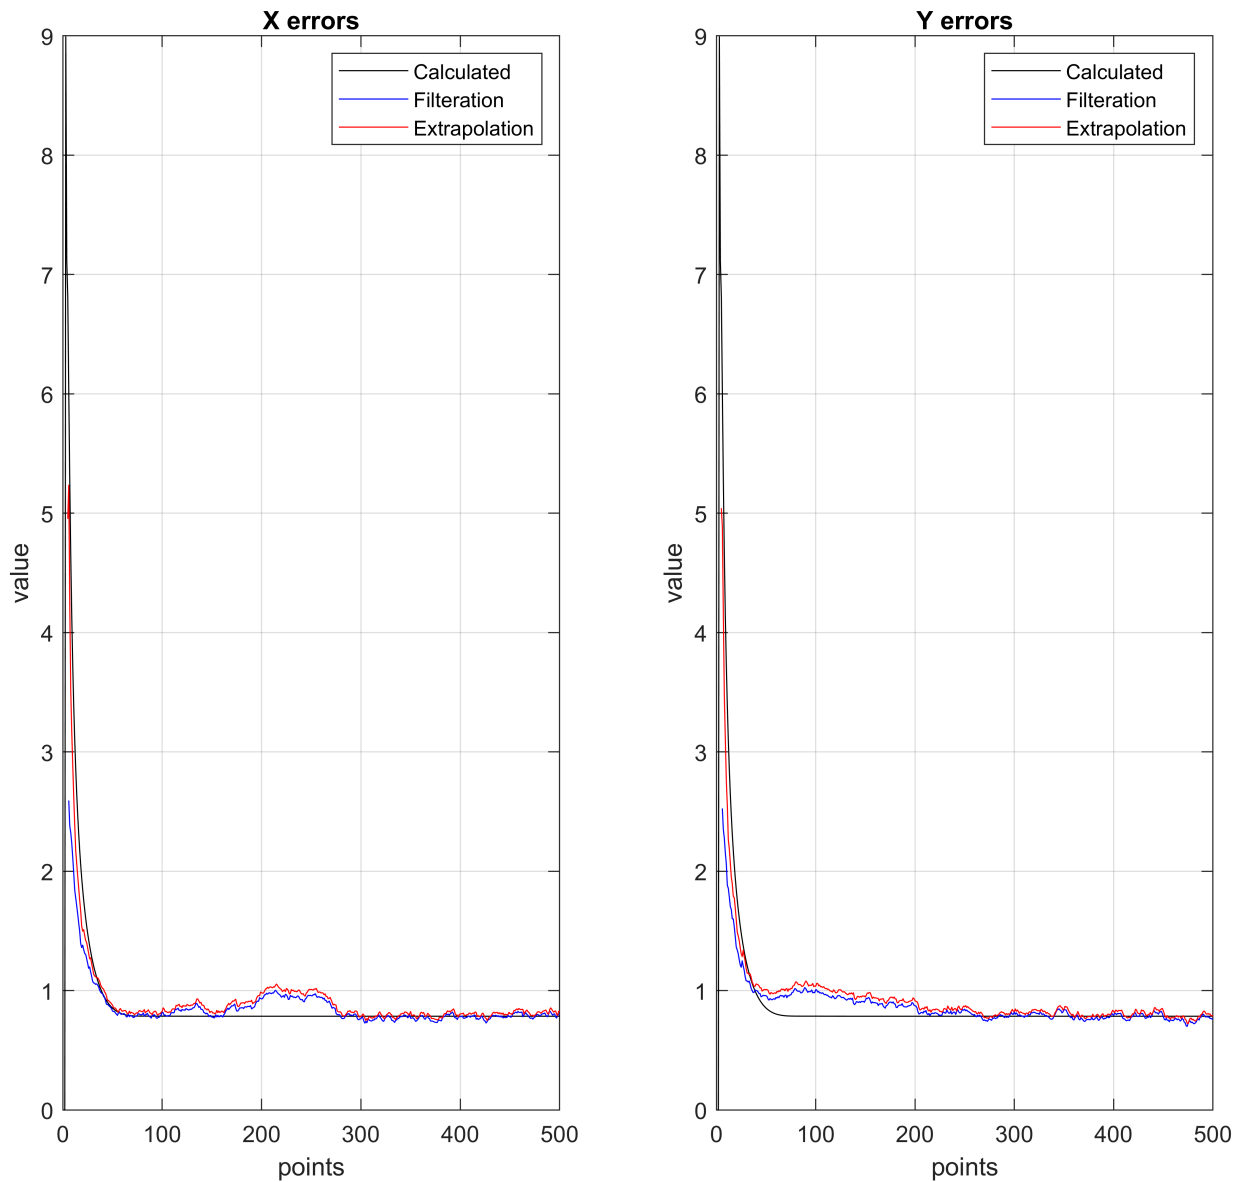 X errors
9
8
7
6
5
4
3
2
1
0
value
0 100 200 300 400 500
points
Calculated
Filteration
Extrapolation
Y errors
9
8
7
6
5
4
3
2
1
0
value
0 100 200 300 400 500
points
Calculated
Filteration
Extrapolation